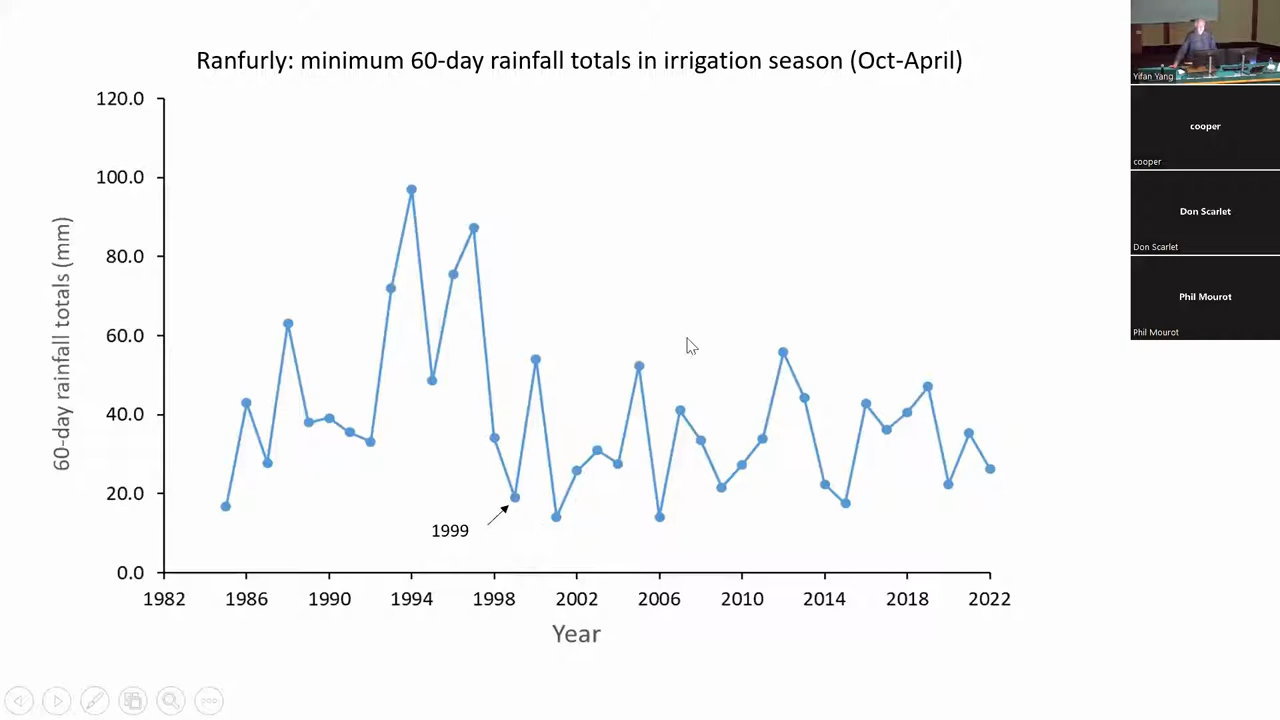 Ranfurly: minimum 60-day rainfall totals in irrigation season (Oct-April)
120.0
100.0
80.0
60.0
40.0
20.0
0.0
60-day rainfall totals (mm)
1999
1982 1986 1990 1994 1998 2002 2006 2010 2014 2018 2022
Year
Yifan Yang
cooper
cooper
Don Scarlet
Don Scarlet
Phil Mourot
Phil Mourot